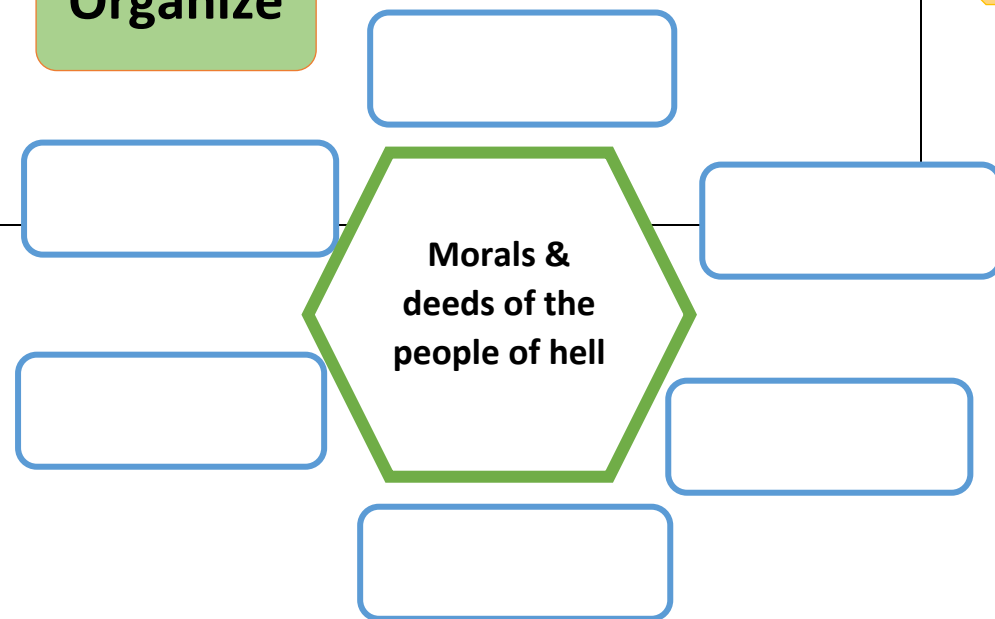 Organize
Morals &
deeds of the
people of hell